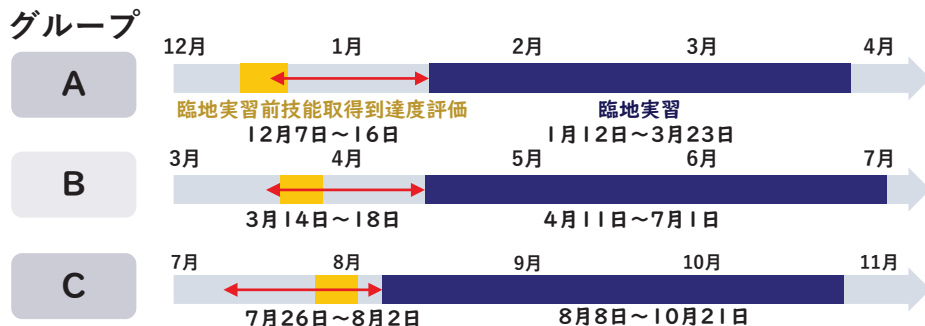 グループ
12月 1月 2月 3月 4月
A
臨地実習前技能取得到達度評価 臨地実習
12月7日〜16日 1月12日〜3月23日
3月 4月 5月 6月 7月
B
3月14日〜18日 4月11日〜7月1日
7月 8月 9月 10月 11月
C
7月26日〜8月2日 8月8日〜10月21日